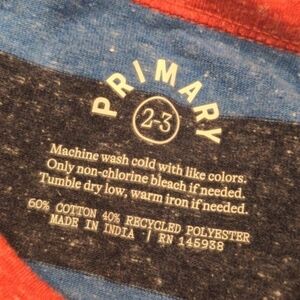 PRIMARY
2-3
Machine wash cold with like colors.
Only non-chlorine bleach if needed.
Tumble dry low, warm iron if needed.
60% COTTON 40% RECYCLED POLYESTER
MADE IN INDIA | RN 145938